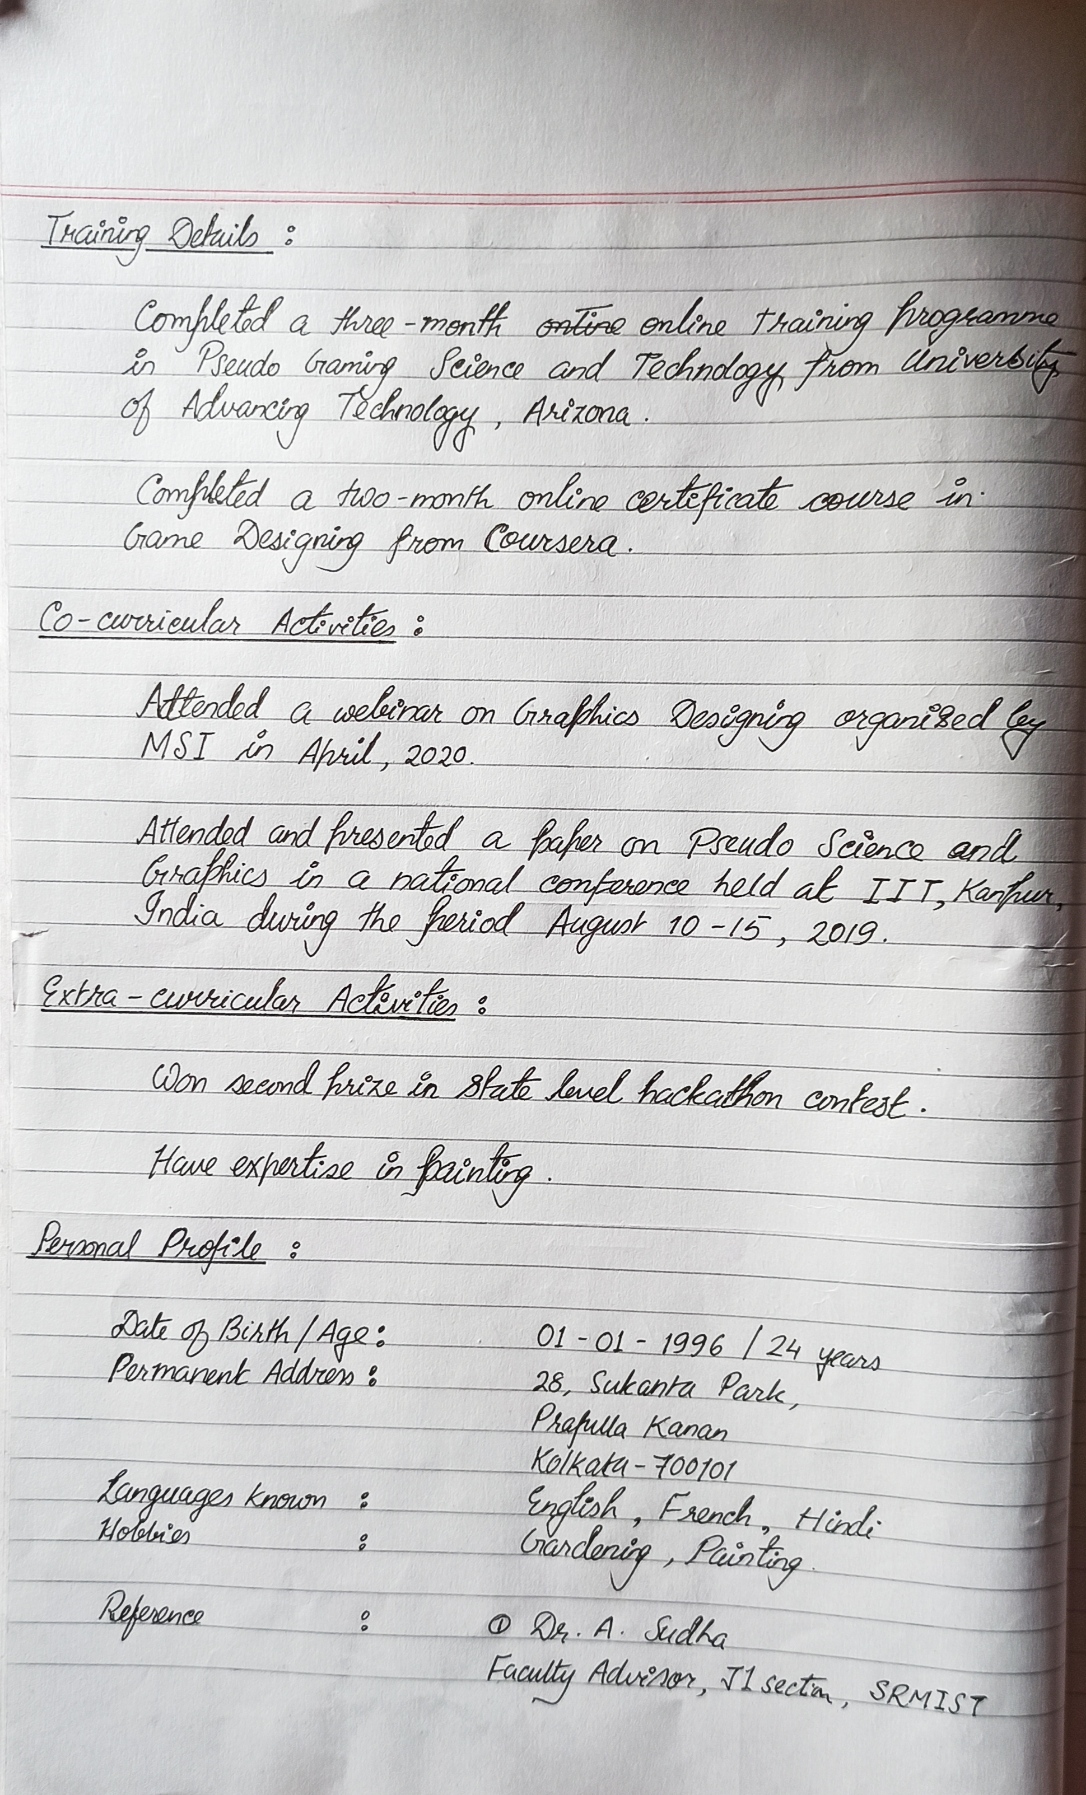 Training Details :
Completed a three-month online online training programme
in Pseudo Gaming Science and Technology from University
of Advancing Technology, Arizona.
Completed a two-month online certificate course in
Game Designing from Coursera.
Co-curricular Activities :
Attended a webinar on Graphics Designing organised by
MSI in April, 2020.
Attended and presented a paper on Pseudo Science and
Graphics in a national conference held at IIT, Kanpur,
India during the period August 10-15, 2019.
Extra-curricular Activities :
Won second prize in state level hackathon contest.
Have expertise in painting.
Personal Profile :
Date of Birth / Age : 01-01-1996 / 24 years
Permanent Address : 28, Sukanta Park,
Prafulla Kanan
Kolkata-700101
Languages known : English, French, Hindi
Hobbies : Gardening, Painting.
Reference : ① Dr. A. Sudha
Faculty Advisor, J1 section, SRMIST